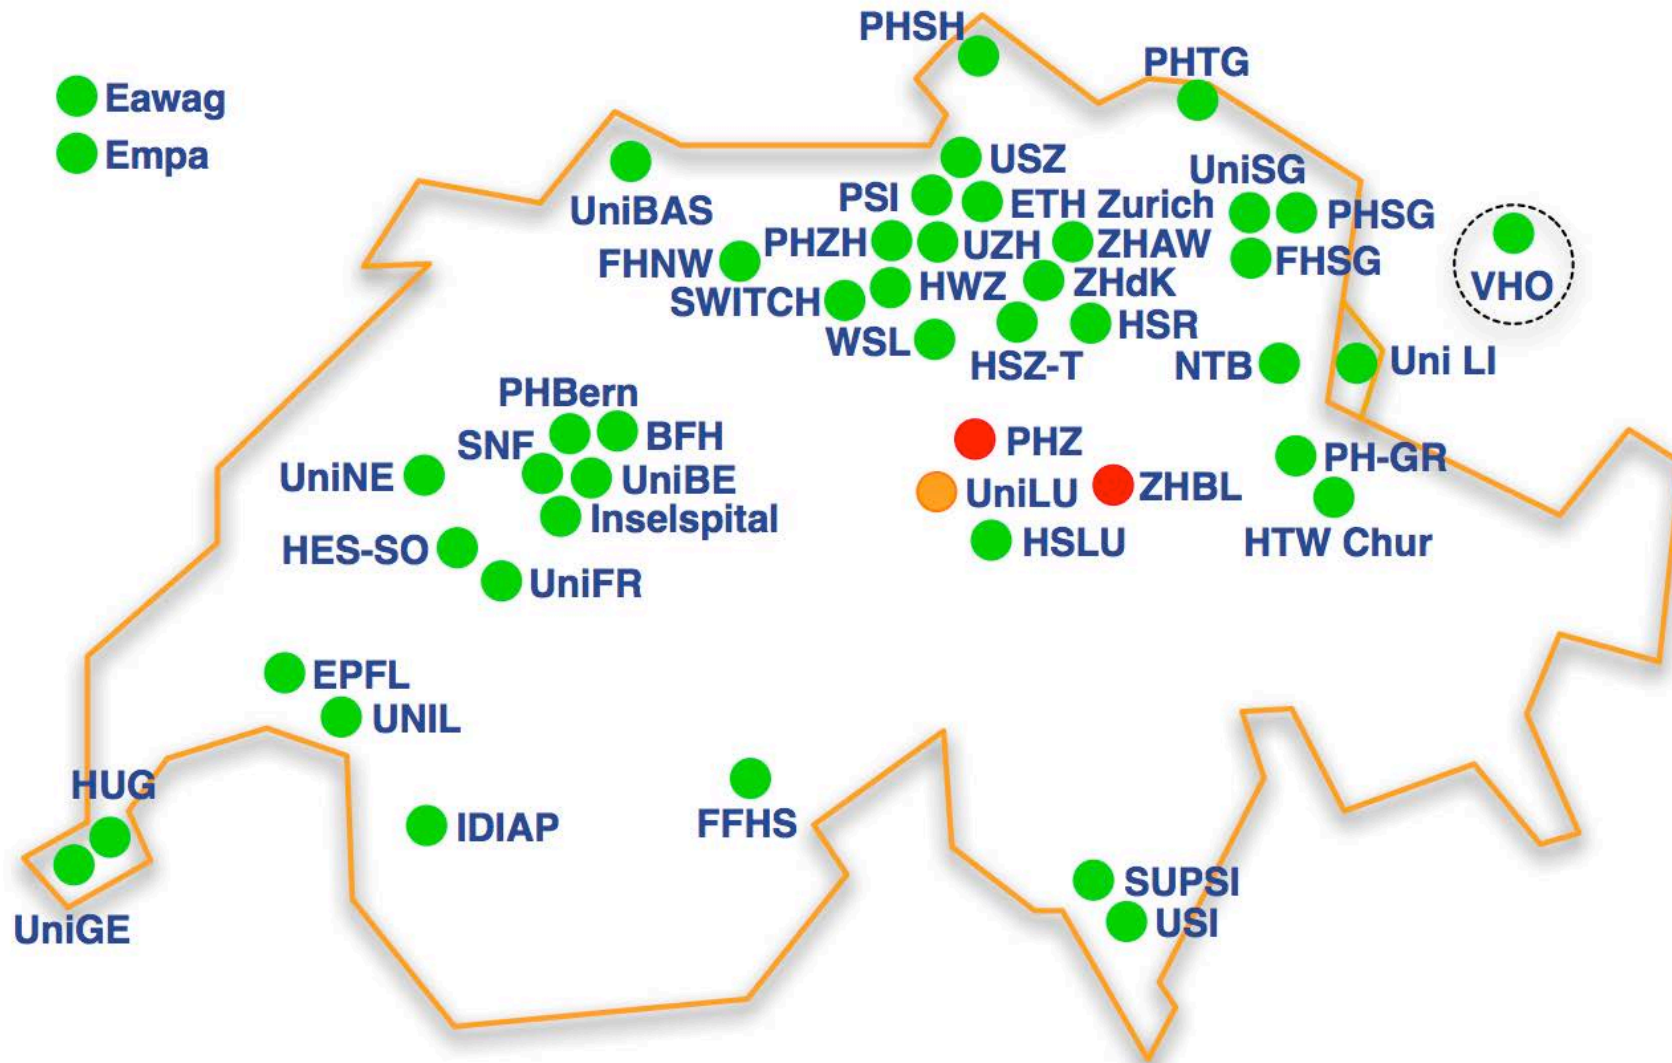 PHSH
PHTG
Eawag
Empa
USZ
UniSG
UniBAS
PSI
ETH Zurich
PHSG
PHZH
UZH
ZHAW
FHNW
FHSG
SWITCH
HWZ
ZHdK
VHO
WSL
HSR
HSZ-T
NTB
Uni LI
PHBern
SNF
BFH
PHZ
PH-GR
UniNE
UniBE
UniLU
ZHBL
Inselspital
HES-SO
HSLU
HTW Chur
UniFR
EPFL
UNIL
HUG
IDIAP
FFHS
SUPSI
USI
UniGE